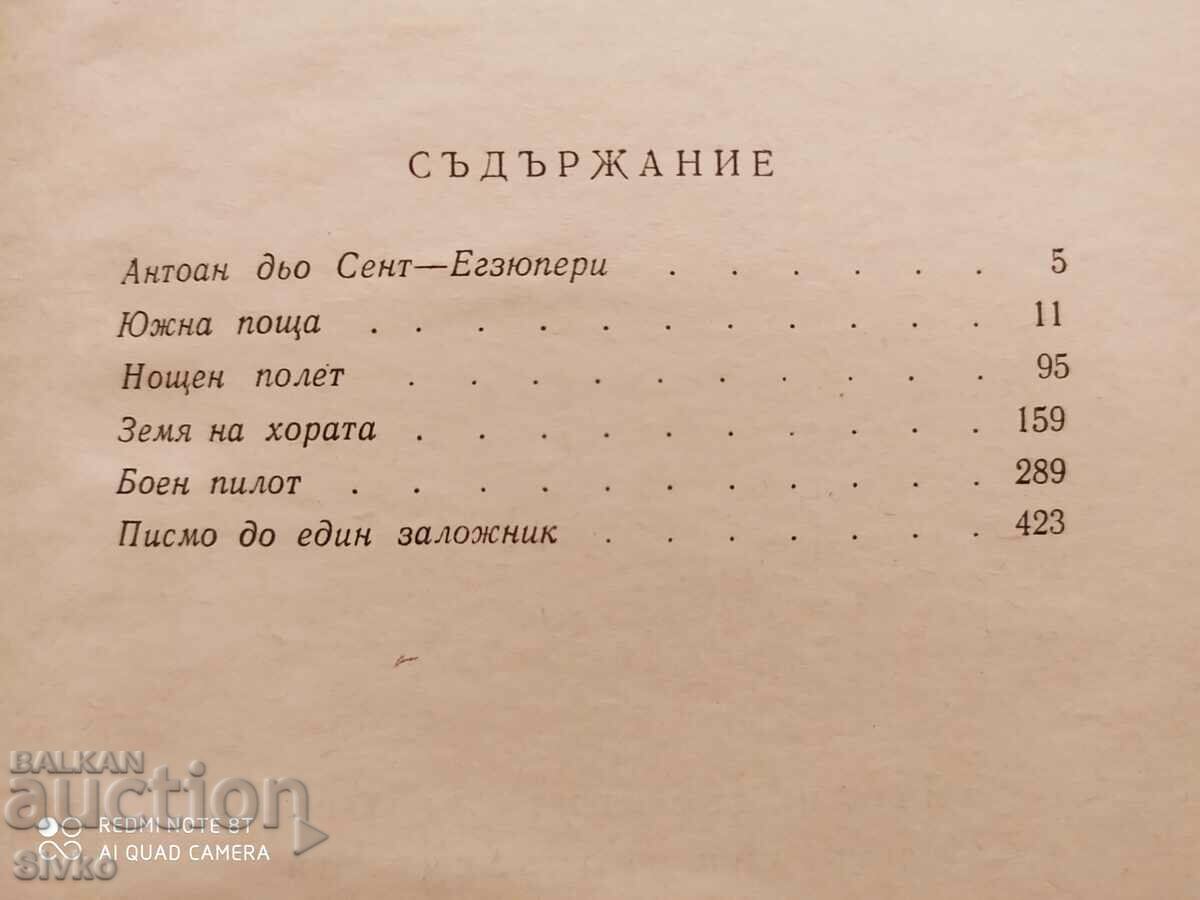 СЪДЪРЖАНИЕ
Антоан дьо Сент—Егзюпери . . . . . . 5
Южна поща . . . . . . . . . . . 11
Нощен полет . . . . . . . . . . 95
Земя на хората . . . . . . . . . . 159
Боен пилот . . . . . . . . . . . 289
Писмо до един заложник . . . . . . . 423
BALKAN
auction
REDMI NOTE 8T
AI QUAD CAMERA
Sivko